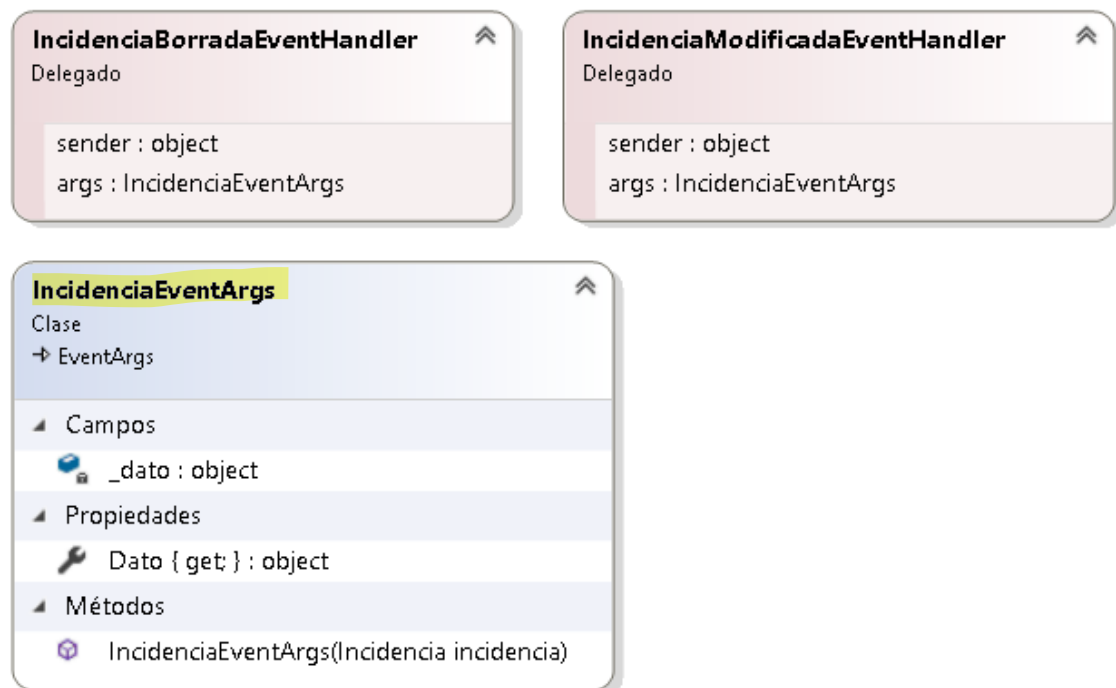 IncidenciaBorradaEventHandler
Delegado
sender : object
args : IncidenciaEventArgs
IncidenciaModificadaEventHandler
Delegado
sender : object
args : IncidenciaEventArgs
IncidenciaEventArgs
Clase
EventArgs
Campos
_dato : object
Propiedades
Dato { get; } : object
Métodos
IncidenciaEventArgs(Incidencia incidencia)